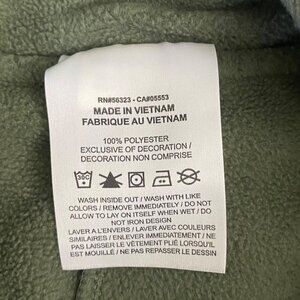 RN#56323 - CA#05553
MADE IN VIETNAM
FABRIQUE AU VIETNAM
100% POLYESTER
EXCLUSIVE OF DECORATION /
DÉCORATION NON COMPRISE
WASH INSIDE OUT / WASH WITH LIKE
COLORS / REMOVE IMMEDIATELY / DO NOT
ALLOW TO LAY ON ITSELF WHEN WET / DO
NOT IRON DESIGN
LAVER A L'ENVERS / LAVER AVEC COULEURS
SIMILAIRES / ENLEVER IMMEDIATEMENT / NE
PAS LAISSER LE VÊTEMENT PLIÉ LORSQU'IL
EST MOUILLÉ / NE PAS REPASSER LE DESSIN